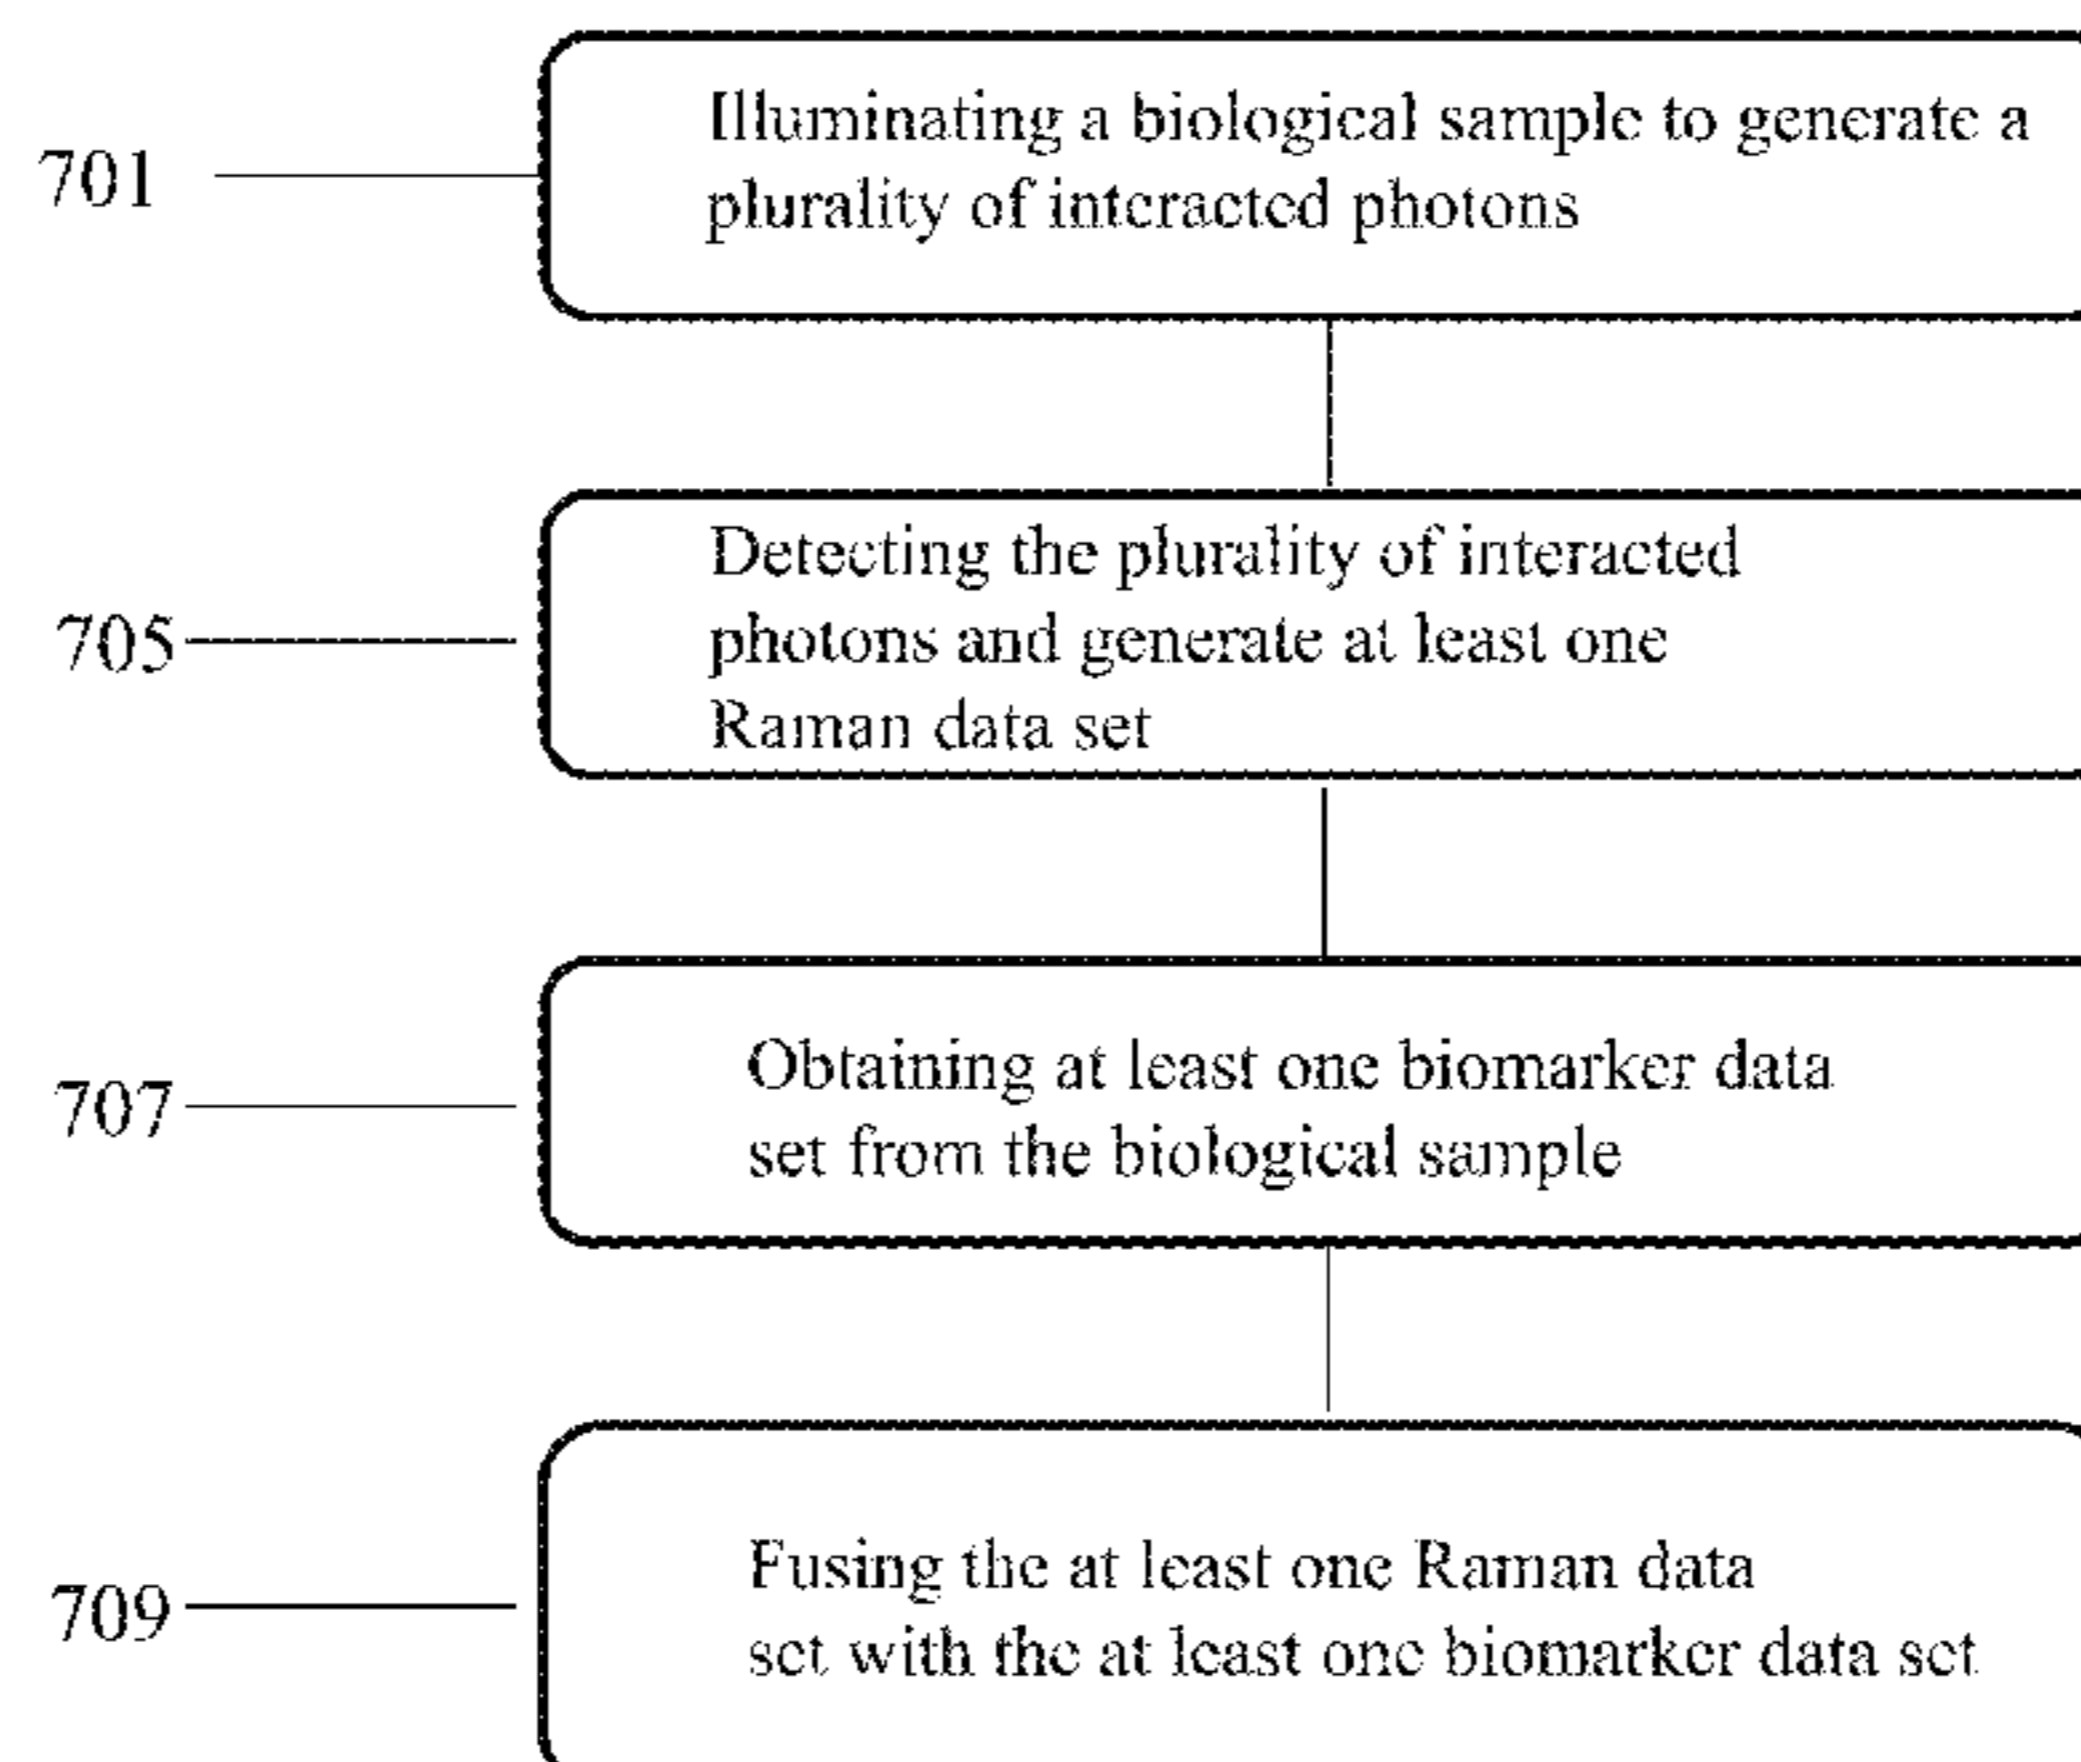 701
Illuminating a biological sample to generate a
plurality of interacted photons
705
Detecting the plurality of interacted
photons and generate at least one
Raman data set
707
Obtaining at least one biomarker data
set from the biological sample
709
Fusing the at least one Raman data
set with the at least one biomarker data set